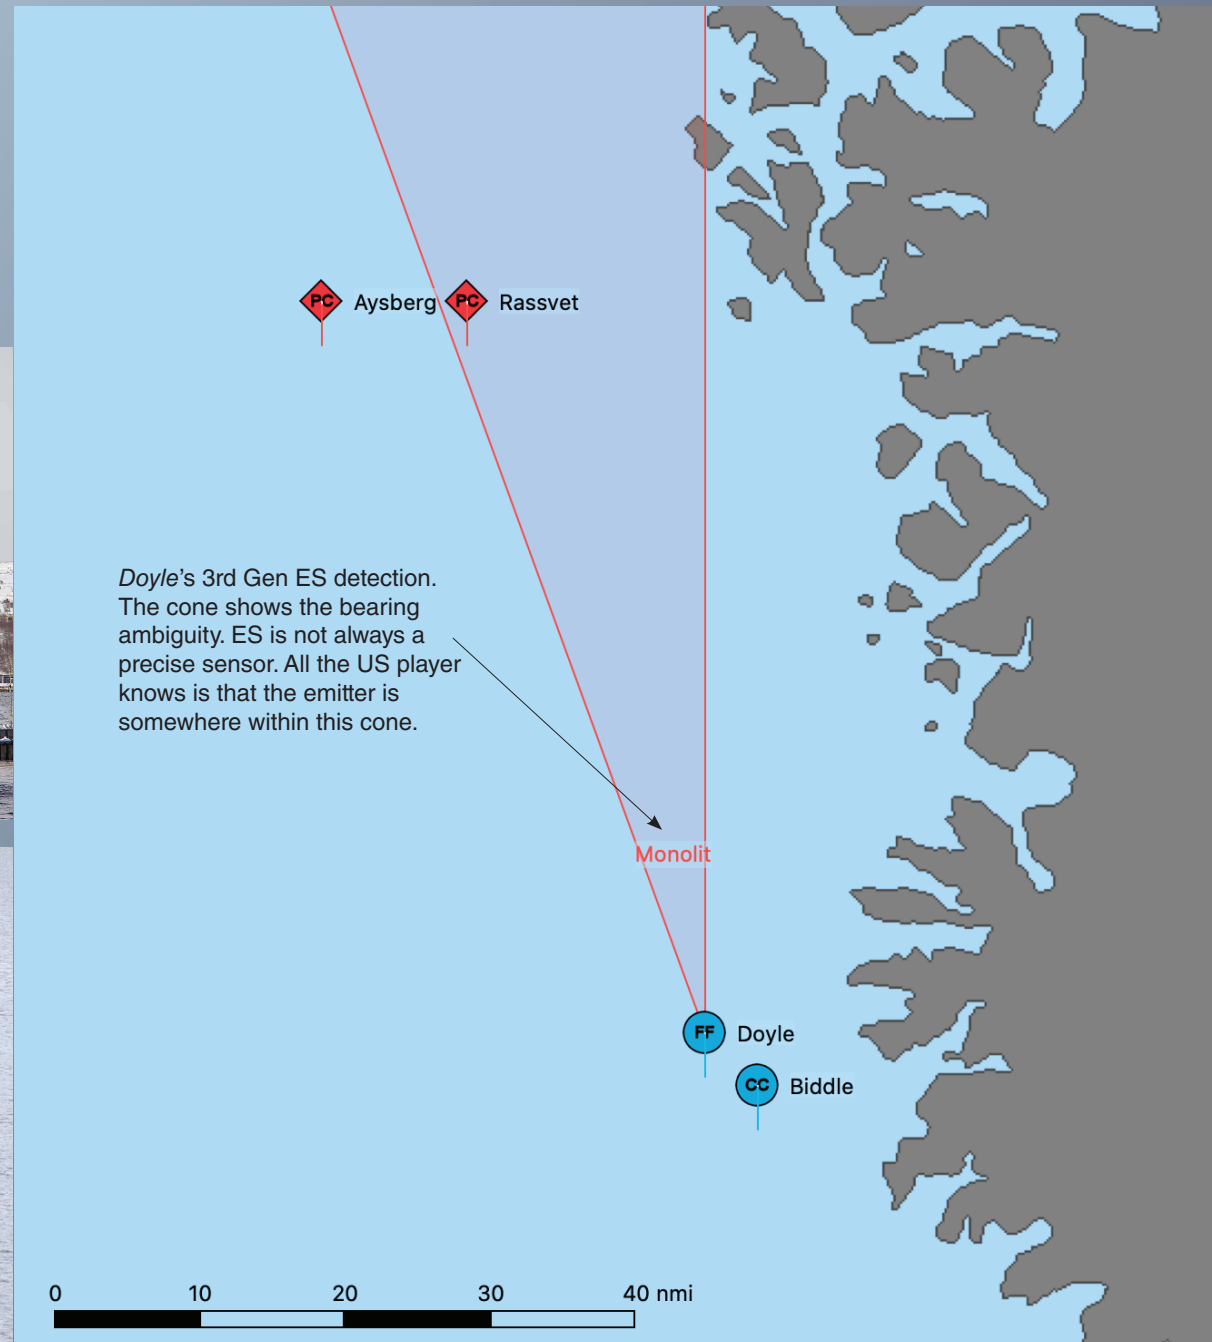 PC Aysberg PC Rassvet
Doyle's 3rd Gen ES detection.
The cone shows the bearing
ambiguity. ES is not always a
precise sensor. All the US player
knows is that the emitter is
somewhere within this cone.
Monolit
FF Doyle
CC Biddle
0 10 20 30 40 nmi